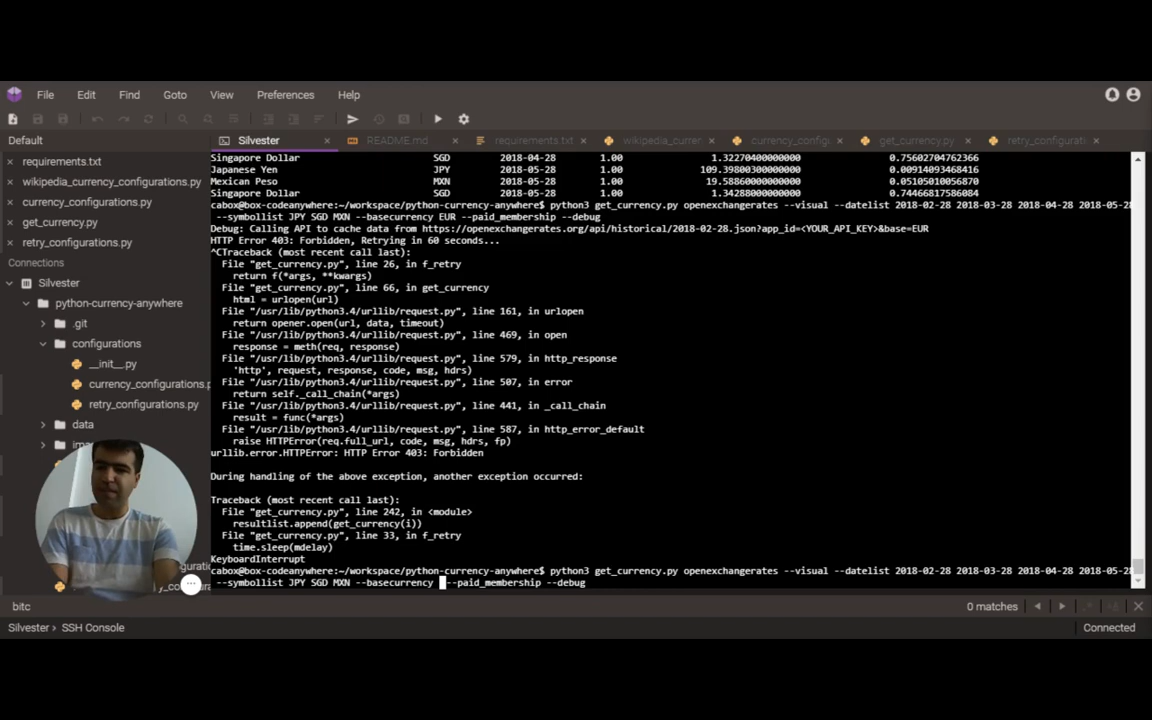 File Edit Find Goto View Preferences Help
Default
requirements.txt
wikipedia_currency_configurations.py
currency_configurations.py
get_currency.py
retry_configurations.py
Connections
Silvester
python-currency-anywhere
.git
configurations
__init__.py
currency_configurations.p
retry_configurations.py
data
Silvester README.md requirements.txt wikipedia_currer currency_config get_currency.py retry_configurati
Singapore Dollar SGD 2018-04-28 1.00 1.32270400000000 0.75602704762366
Japanese Yen JPY 2018-05-28 1.00 109.39800300000000 0.00914093468416
Mexican Peso MXN 2018-05-28 1.00 19.58860000000000 0.05105010056870
Singapore Dollar SGD 2018-05-28 1.00 1.34288000000000 0.74466817586084
cabox@box-codeanywhere:~/workspace/python-currency-anywhere$ python3 get_currency.py openexchangerates --visual --datelist 2018-02-28 2018-03-28 2018-04-28 2018-05-28
--symbollist JPY SGD MXN --basecurrency EUR --paid_membership --debug
Debug: Calling API to cache data from https://openexchangerates.org/api/historical/2018-02-28.json?app_id=<YOUR_API_KEY>&base=EUR
HTTP Error 403: Forbidden, Retrying in 60 seconds...
^CTraceback (most recent call last):
File "get_currency.py", line 26, in f_retry
return f(*args, **kwargs)
File "get_currency.py", line 66, in get_currency
html = urlopen(url)
File "/usr/lib/python3.4/urllib/request.py", line 161, in urlopen
return opener.open(url, data, timeout)
File "/usr/lib/python3.4/urllib/request.py", line 469, in open
response = meth(req, response)
File "/usr/lib/python3.4/urllib/request.py", line 579, in http_response
'http', request, response, code, msg, hdrs)
File "/usr/lib/python3.4/urllib/request.py", line 507, in error
return self._call_chain(*args)
File "/usr/lib/python3.4/urllib/request.py", line 441, in _call_chain
result = func(*args)
File "/usr/lib/python3.4/urllib/request.py", line 587, in http_error_default
raise HTTPError(req.full_url, code, msg, hdrs, fp)
urllib.error.HTTPError: HTTP Error 403: Forbidden
During handling of the above exception, another exception occurred:
Traceback (most recent call last):
File "get_currency.py", line 242, in <module>
resultlist.append(get_currency(i))
File "get_currency.py", line 33, in f_retry
time.sleep(mdelay)
KeyboardInterrupt
cabox@box-codeanywhere:~/workspace/python-currency-anywhere$ python3 get_currency.py openexchangerates --visual --datelist 2018-02-28 2018-03-28 2018-04-28 2018-05-28
--symbollist JPY SGD MXN --basecurrency --paid_membership --debug
bitc 0 matches
Silvester › SSH Console Connected